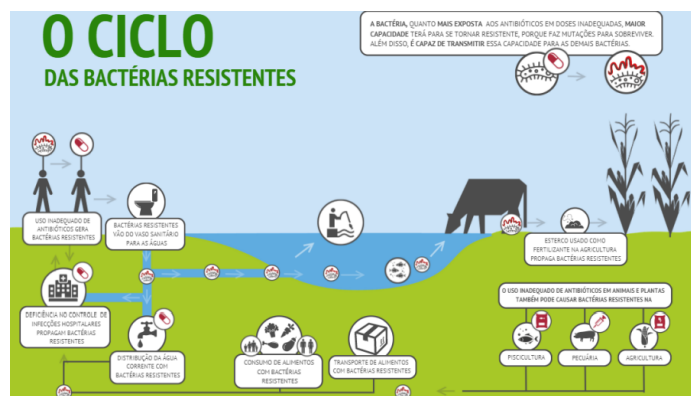 O CICLO
DAS BACTÉRIAS RESISTENTES
A BACTÉRIA, QUANTO MAIS EXPOSTA AOS ANTIBIÓTICOS EM DOSES INADEQUADAS, MAIOR
CAPACIDADE TERÁ PARA SE TORNAR RESISTENTE, PORQUE FAZ MUTAÇÕES PARA SOBREVIVER.
ALÉM DISSO, É CAPAZ DE TRANSMITIR ESSA CAPACIDADE PARA AS DEMAIS BACTÉRIAS.
USO INADEQUADO DE
ANTIBIÓTICOS GERA
BACTÉRIAS RESISTENTES
BACTÉRIAS RESISTENTES
VÃO DO VASO SANITÁRIO
PARA AS ÁGUAS
ESTERCO USADO COMO
FERTILIZANTE NA AGRICULTURA
PROPAGA BACTÉRIAS RESISTENTES
DEFICIÊNCIA NO CONTROLE DE
INFECÇÕES HOSPITALARES
PROPAGAM BACTÉRIAS
RESISTENTES
O USO INADEQUADO DE ANTIBIÓTICOS EM ANIMAIS E PLANTAS
TAMBÉM PODE CAUSAR BACTÉRIAS RESISTENTES NA
PISCICULTURA
PECUÁRIA
AGRICULTURA
DISTRIBUIÇÃO DA ÁGUA
CORRENTE COM
BACTÉRIAS RESISTENTES
CONSUMO DE ALIMENTOS
COM BACTÉRIAS
RESISTENTES
TRANSPORTE DE ALIMENTOS
COM BACTÉRIAS RESISTENTES